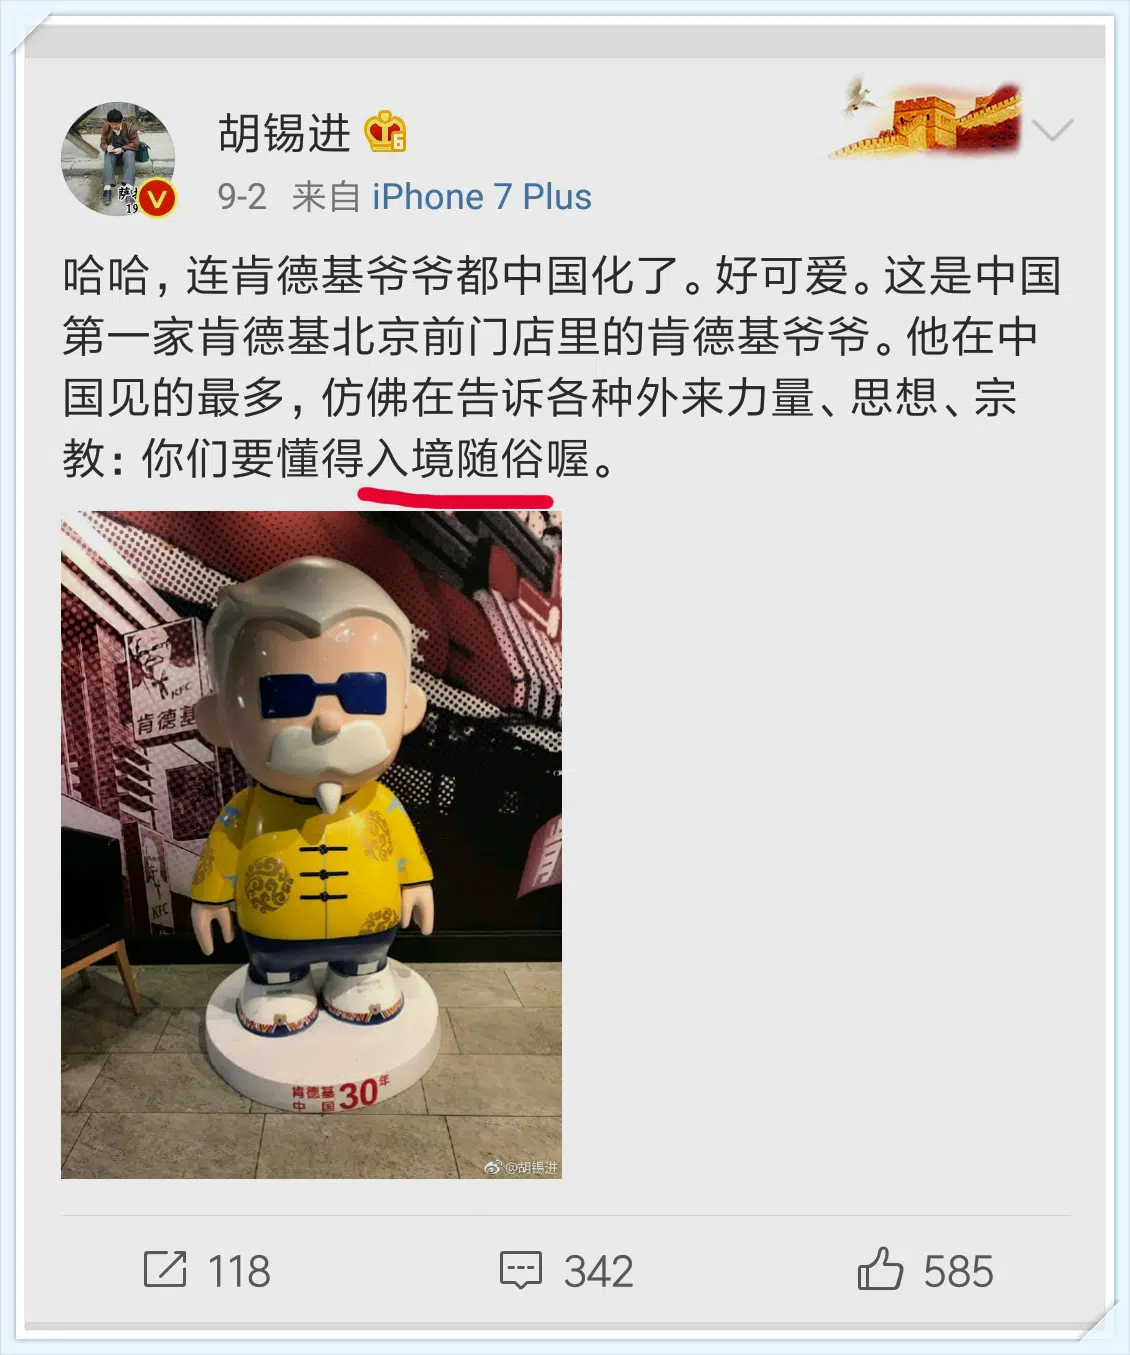 胡锡进
6
9-2 来自 iPhone 7 Plus
萨
19
V
哈哈，连肯德基爷爷都中国化了。好可爱。这是中国
第一家肯德基北京前门店里的肯德基爷爷。他在中
国见的最多，仿佛在告诉各种外来力量、思想、宗
教：你们要懂得入境随俗喔。
KFC
肯德基
KFC
肯德基 30年
中国
@胡锡进
118 342 585